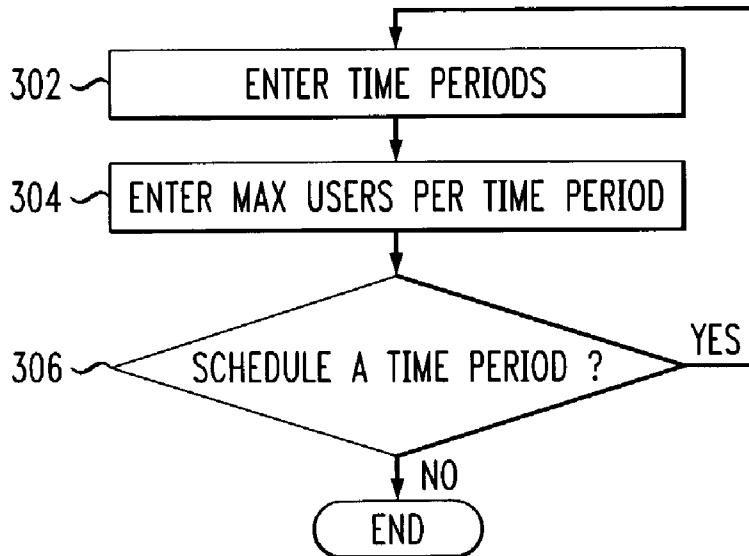 302
ENTER TIME PERIODS
304
ENTER MAX USERS PER TIME PERIOD
306
SCHEDULE A TIME PERIOD ?
YES
NO
END